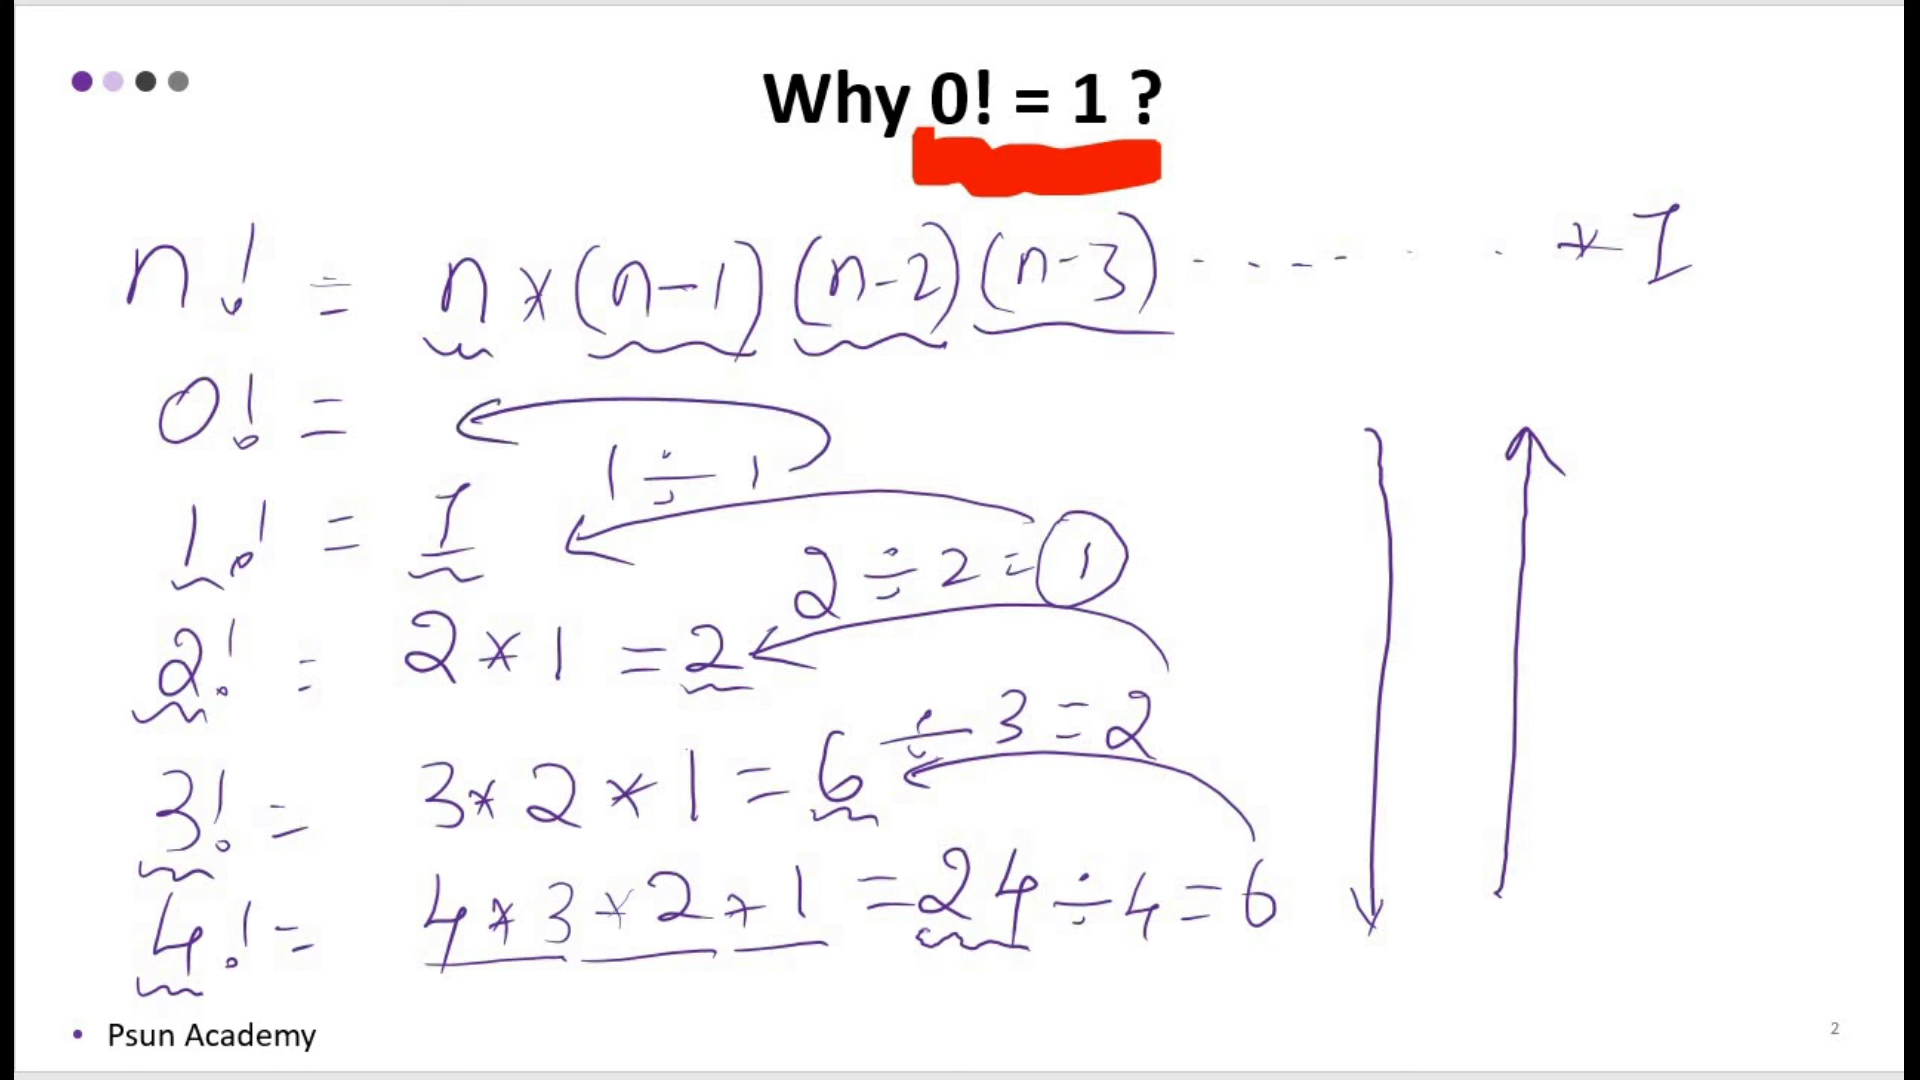 Why 0! = 1 ?
n! = n × (n-1) (n-2) (n-3) ------ * 1
0! =
1 ÷ 1
1! = 1
2 ÷ 2 = 1
2! = 2 * 1 = 2
3! = 3 * 2 * 1 = 6 ÷ 3 = 2
4! = 4 * 3 * 2 * 1 = 24 ÷ 4 = 6
• Psun Academy
2